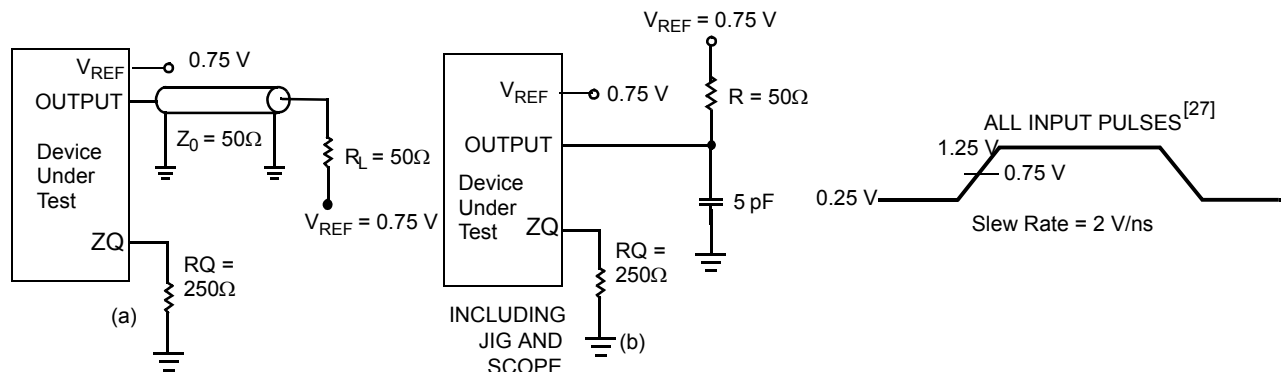 V_REF 0.75 V
OUTPUT
Z_0 = 50Ω
Device
Under
Test
R_L = 50Ω
V_REF = 0.75 V
ZQ
RQ =
250Ω
(a)
V_REF = 0.75 V
R = 50Ω
V_REF 0.75 V
OUTPUT
Device
Under
Test
5 pF
ZQ
RQ =
250Ω
INCLUDING
JIG AND
SCOPE
(b)
ALL INPUT PULSES[27]
1.25 V
0.75 V
0.25 V
Slew Rate = 2 V/ns